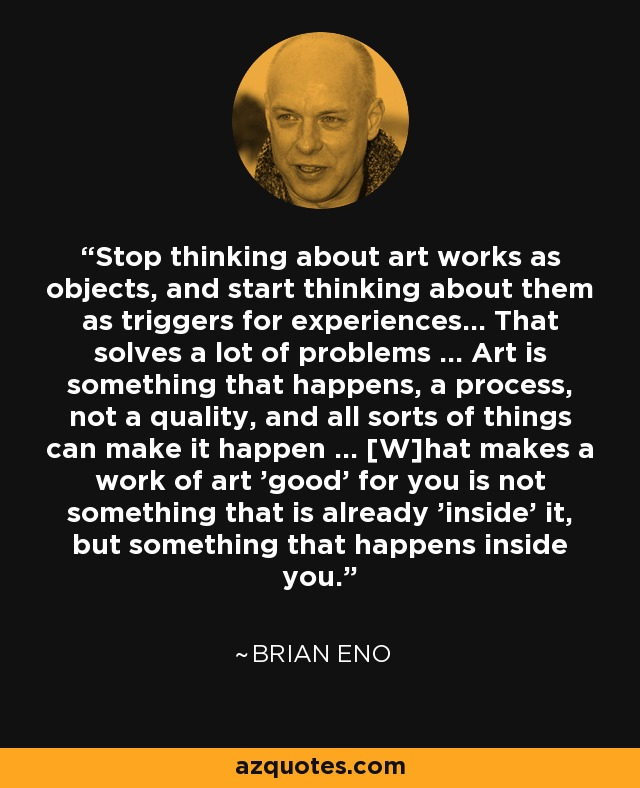 “Stop thinking about art works as
objects, and start thinking about them
as triggers for experiences... That
solves a lot of problems ... Art is
something that happens, a process,
not a quality, and all sorts of things
can make it happen ... [W]hat makes a
work of art ’good’ for you is not
something that is already ’inside’ it,
but something that happens inside
you.”
~ BRIAN ENO
azquotes.com